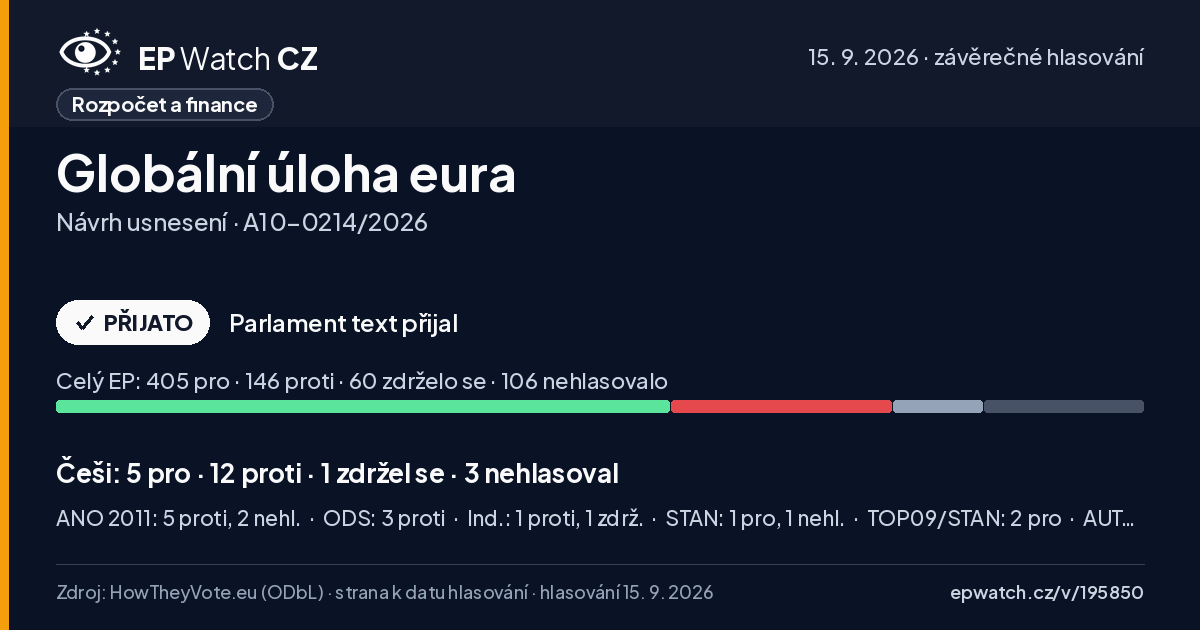 EP Watch CZ
15. 9. 2026 · závěrečné hlasování
Rozpočet a finance
Globální úloha eura
Návrh usnesení · A10–0214/2026
✓ PŘIJATO Parlament text přijal
Celý EP: 405 pro · 146 proti · 60 zdrželo se · 106 nehlasovalo
Češi: 5 pro · 12 proti · 1 zdržel se · 3 nehlasoval
ANO 2011: 5 proti, 2 nehl. · ODS: 3 proti · Ind.: 1 proti, 1 zdrž. · STAN: 1 pro, 1 nehl. · TOP09/STAN: 2 pro · AUT…
Zdroj: HowTheyVote.eu (ODbL) · strana k datu hlasování · hlasování 15. 9. 2026
epwatch.cz/v/195850